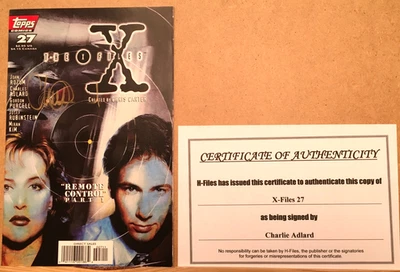 TOPPS
COMICS
27
THE X FILES
X
CREATED BY CHRIS CARTER
JOHN
ROZUM
CHARLES
ADLARD
GORDON
PURCELL
JOSEF
RUBINSTEIN
MIRAN
KIM
"REMOTE
CONTROL"
PART 1
CERTIFICATE OF AUTHENTICITY
H-Files has issued this certificate to authenticate this copy of
X-Files 27
as being signed by
Charlie Adlard
No responsibility can be taken by H-Files, the publisher or the signatories
for forgeries or misrepresentations of this certificate.